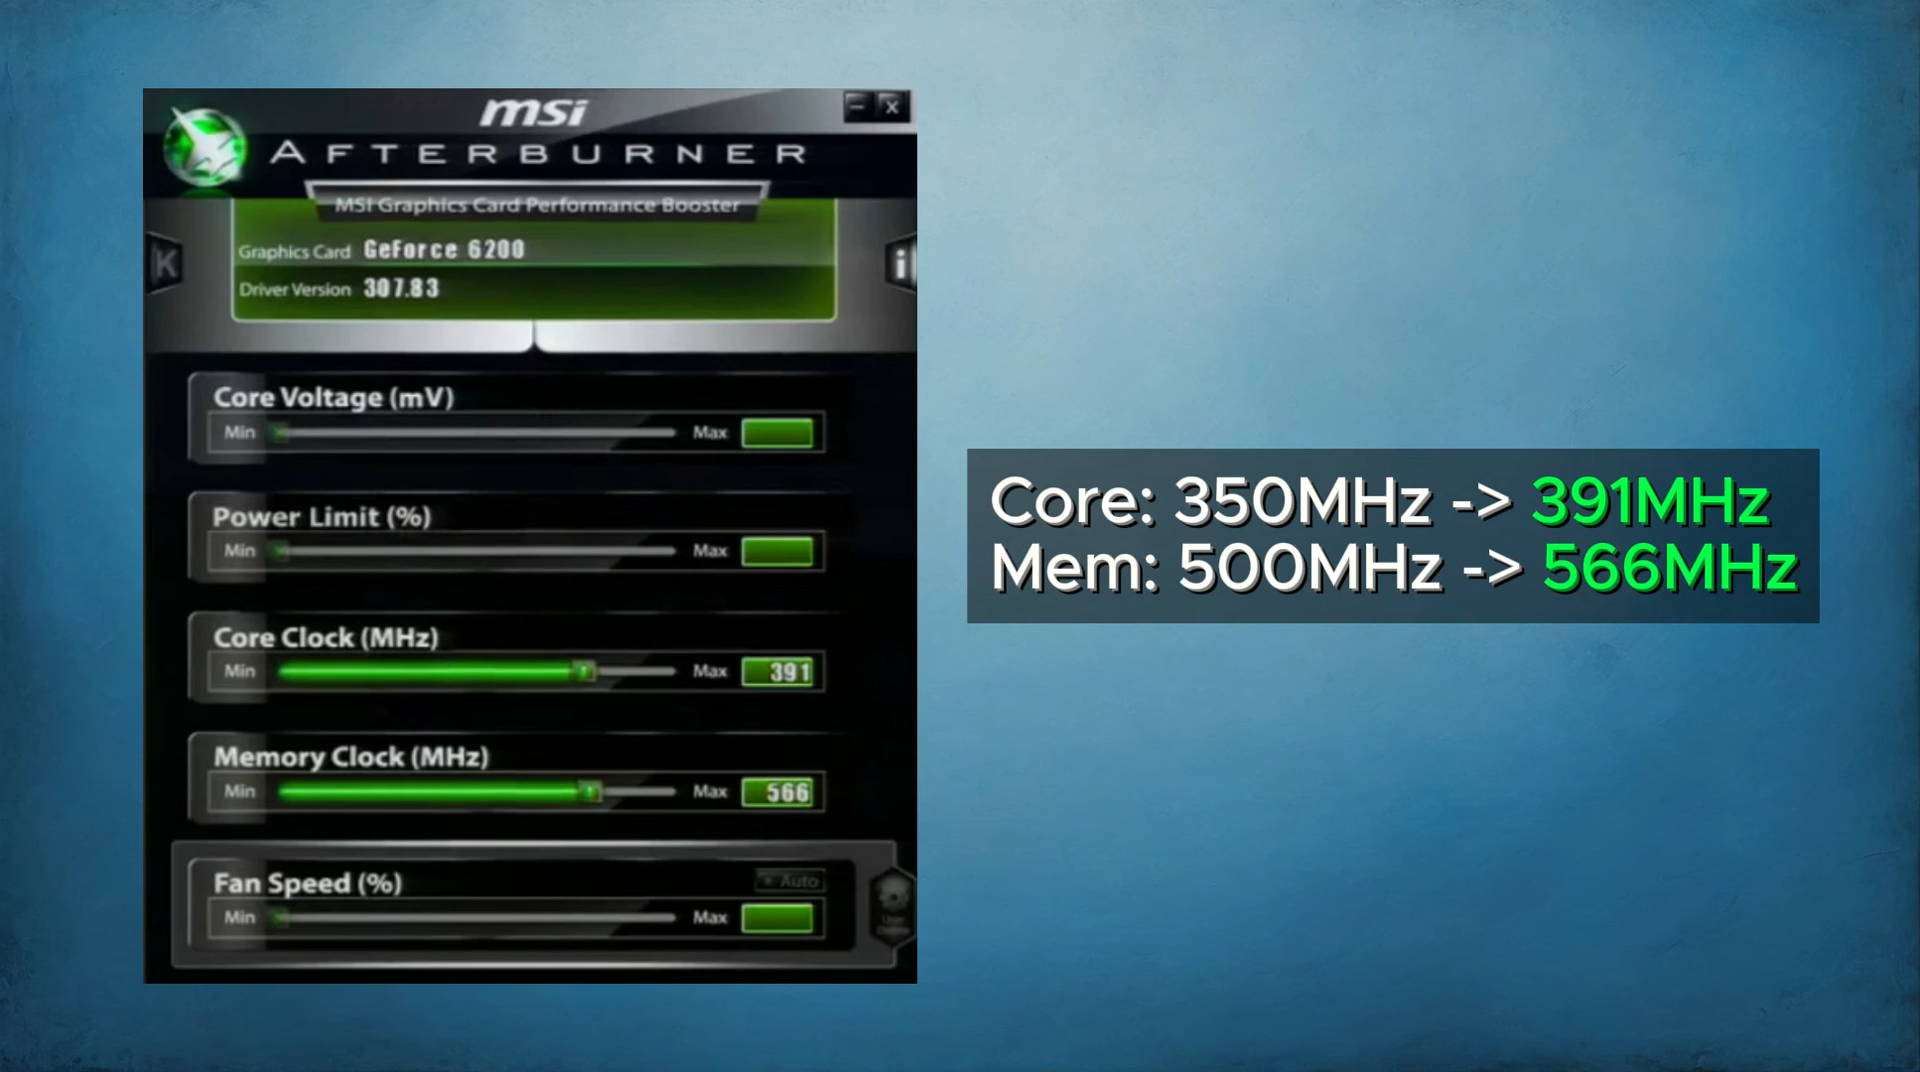 msi
AFTERBURNER
MSI Graphics Card Performance Booster
K
i
Graphics Card GeForce 6200
Driver Version 307.83
Core Voltage (mV)
Min Max
Power Limit (%)
Min Max
Core Clock (MHz)
Min Max 391
Memory Clock (MHz)
Min Max 566
Fan Speed (%)
Auto
Min Max
User
Define
Core: 350MHz -> 391MHz
Mem: 500MHz -> 566MHz